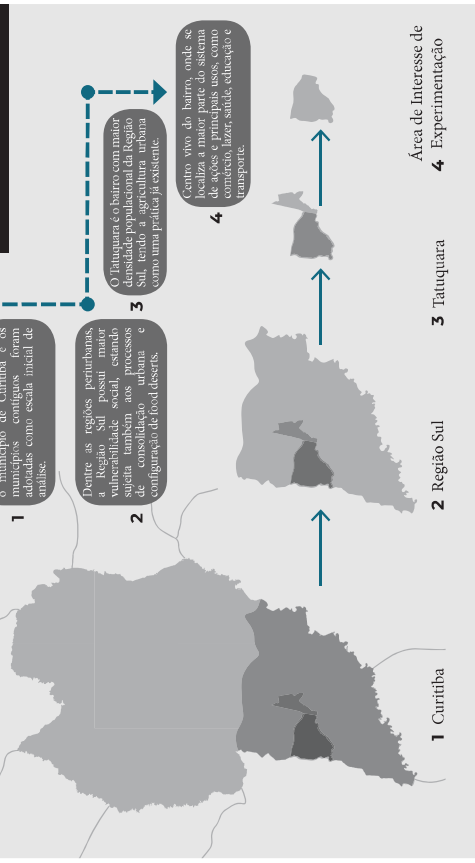 1
o município de Curitiba e os
municípios contíguos foram
adotadas como escala inicial de
análise.
2
Dentre as regiões periurbanas,
a Região Sul possui maior
vulnerabilidade social, estando
sujeita também aos processos
de consolidação urbana e
configuração de food deserts.
3
O Tatuquara é o bairro com maior
densidade populacional da Região
Sul, tendo a agricultura urbana
como uma prática já existente.
4
Centro vivo do bairro, onde se
localiza a maior parte do sistema
de ações e principais usos, como
comércio, lazer, saúde, educação e
transporte.
1 Curitiba
2 Região Sul
3 Tatuquara
Área de Interesse de
4 Experimentação